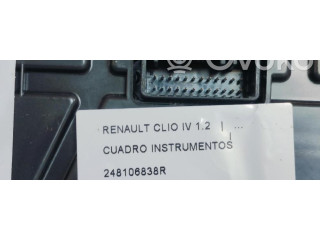 RENAULT CLIO IV 1.2 | ...
CUADRO INSTRUMENTOS
248106838R